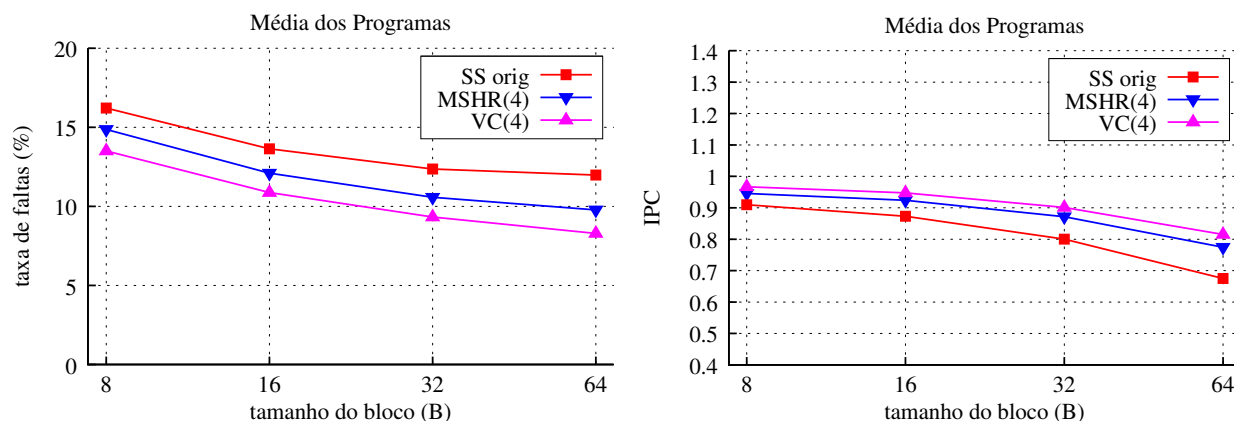 Média dos Programas
taxa de faltas (%)
20
15
10
5
0
SS orig
MSHR(4)
VC(4)
8 16 32 64
tamanho do bloco (B)
Média dos Programas
IPC
1.4
1.3
1.2
1.1
1
0.9
0.8
0.7
0.6
0.5
0.4
SS orig
MSHR(4)
VC(4)
8 16 32 64
tamanho do bloco (B)